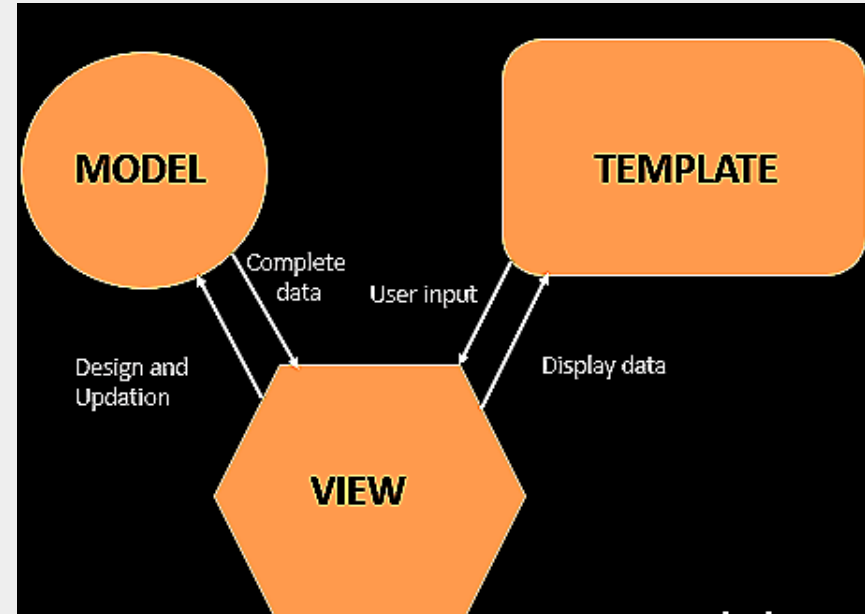 MODEL
TEMPLATE
Complete
data
User input
Design and
Updation
Display data
VIEW